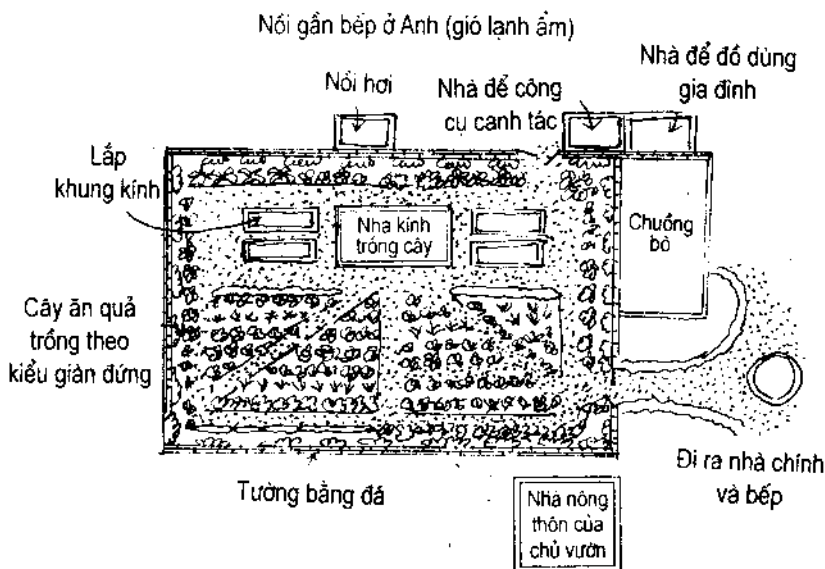 Nồi gần bếp ở Anh (gió lạnh ẩm)
Nồi hơi
Nhà để công
cụ canh tác
Nhà để đồ dùng
gia đình
Lắp
khung kính
Nha kính
trồng cây
Chuồng
bò
Cây ăn quả
trồng theo
kiểu giàn đứng
Tường bằng đá
Đi ra nhà chính
và bếp
Nhà nông
thôn của
chủ vườn